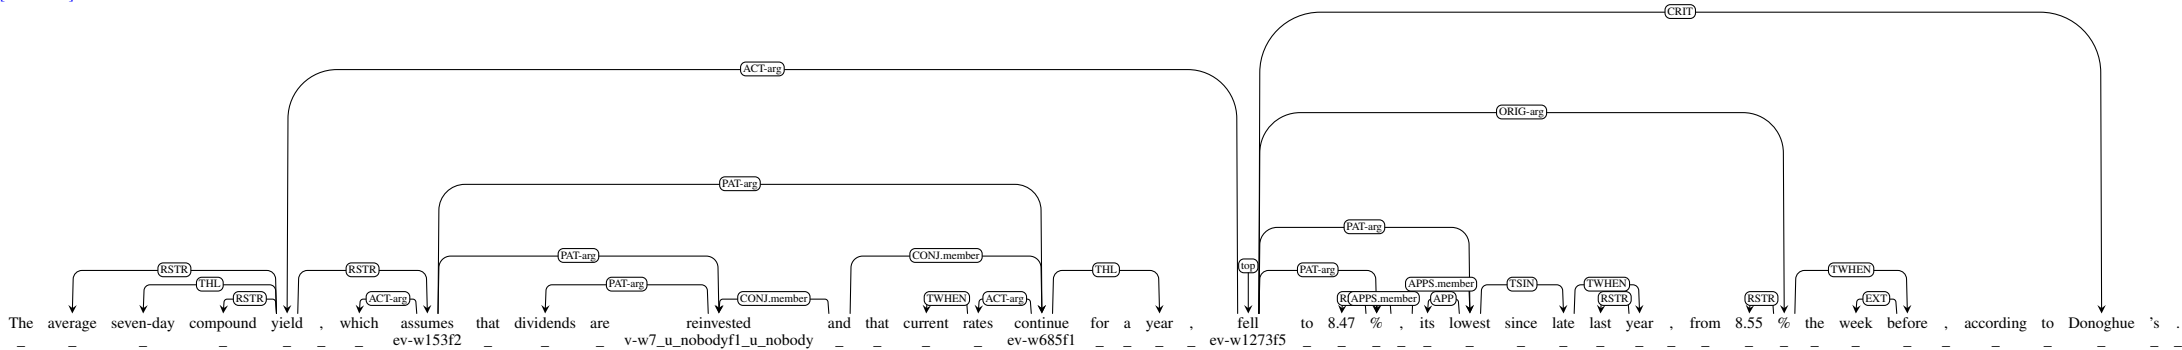 CRIT
ACT-arg
ORIG-arg
PAT-arg
PAT-arg
PAT-arg CONJ.member top
RSTR RSTR THL PAT-arg TWHEN
THL PAT-arg APPS.member TSIN TWHEN
RSTR ACT-arg CONJ.member TWHEN ACT-arg APPS.member APP RSTR RSTR EXT
The average seven-day compound yield , which assumes that dividends are reinvested and that current rates continue for a year , fell to 8.47 % , its lowest since late last year , from 8.55 % the week before , according to Donoghue 's .
_ _ _ _ _ _ _ ev-w153f2 _ _ _ v-w7_u_nobodyf1_u_nobody _ _ _ _ ev-w685f1 _ _ _ _ ev-w1273f5 _ _ _ _ _ _ _ _ _ _ _ _ _ _ _ _ _ _ _ _ _ _ _